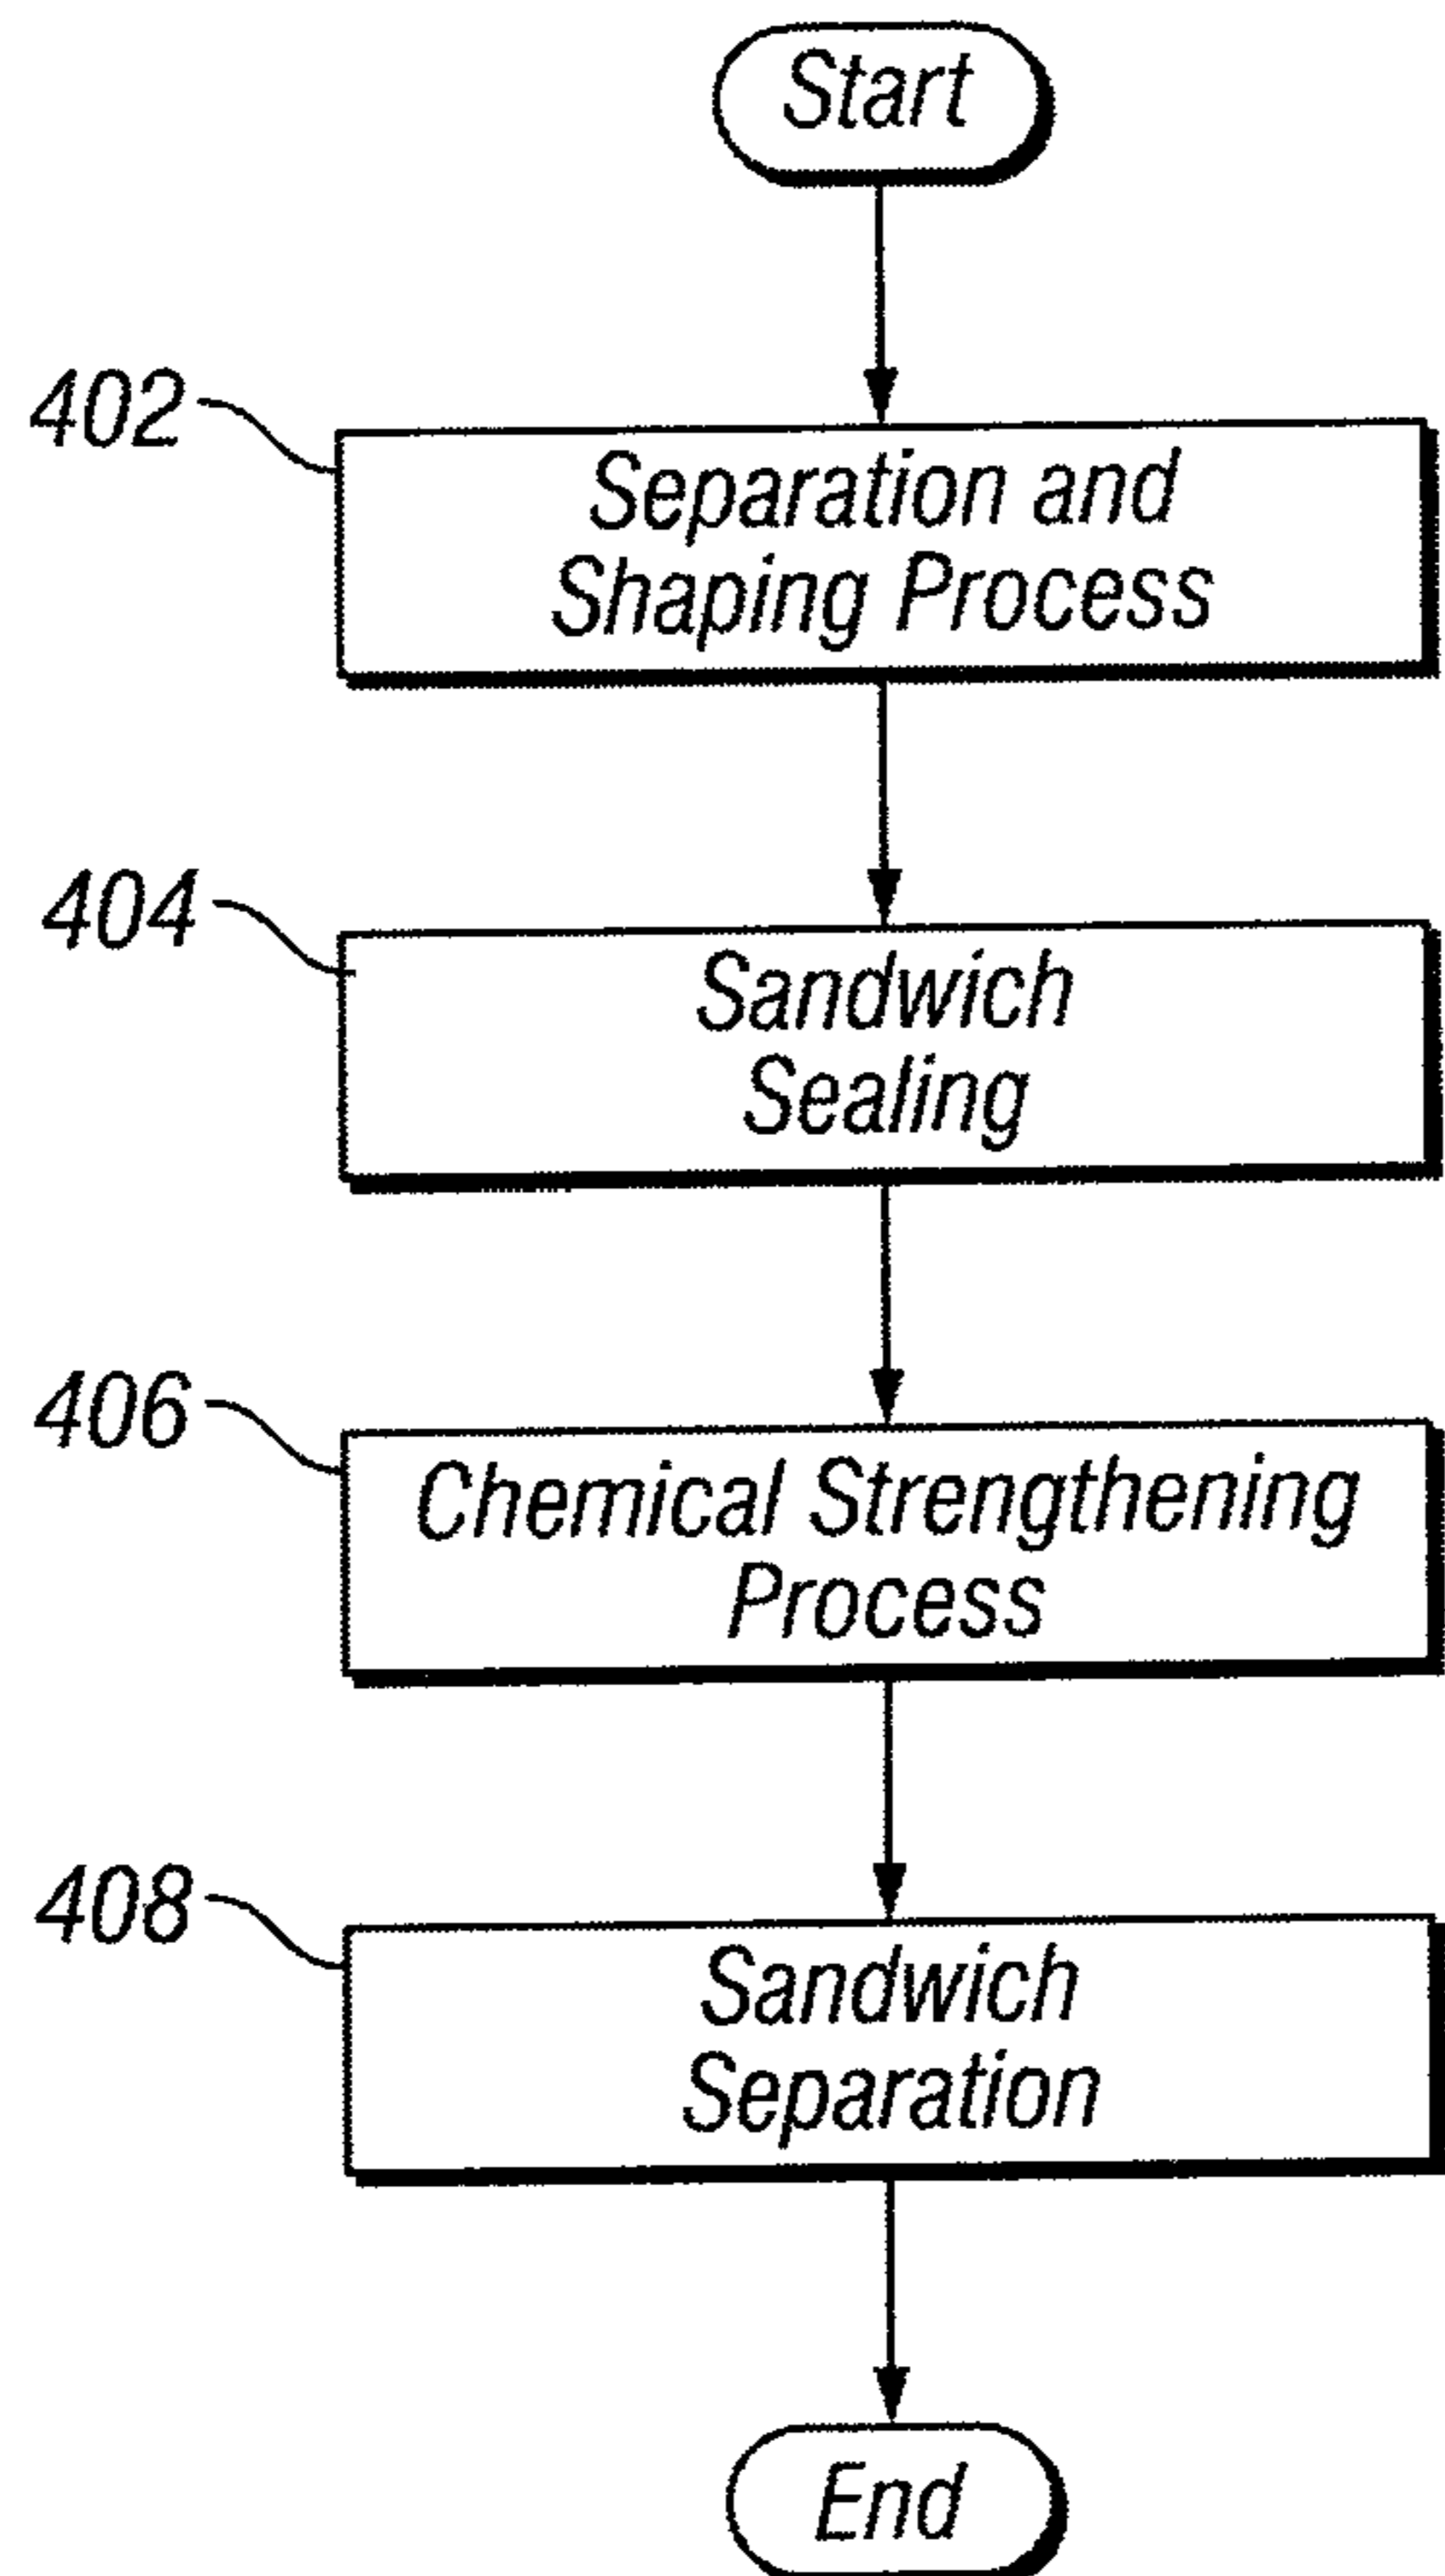 Start
402
Separation and
Shaping Process
404
Sandwich
Sealing
406
Chemical Strengthening
Process
408
Sandwich
Separation
End